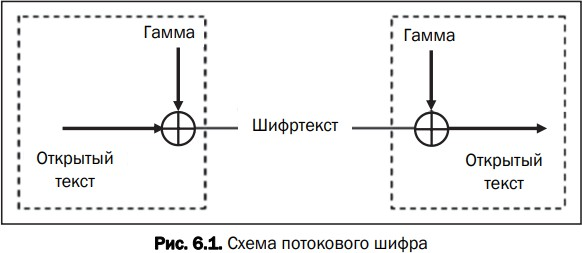 Гамма
Гамма
Шифртекст
Открытый
текст
Открытый
текст
Рис. 6.1. Схема потокового шифра